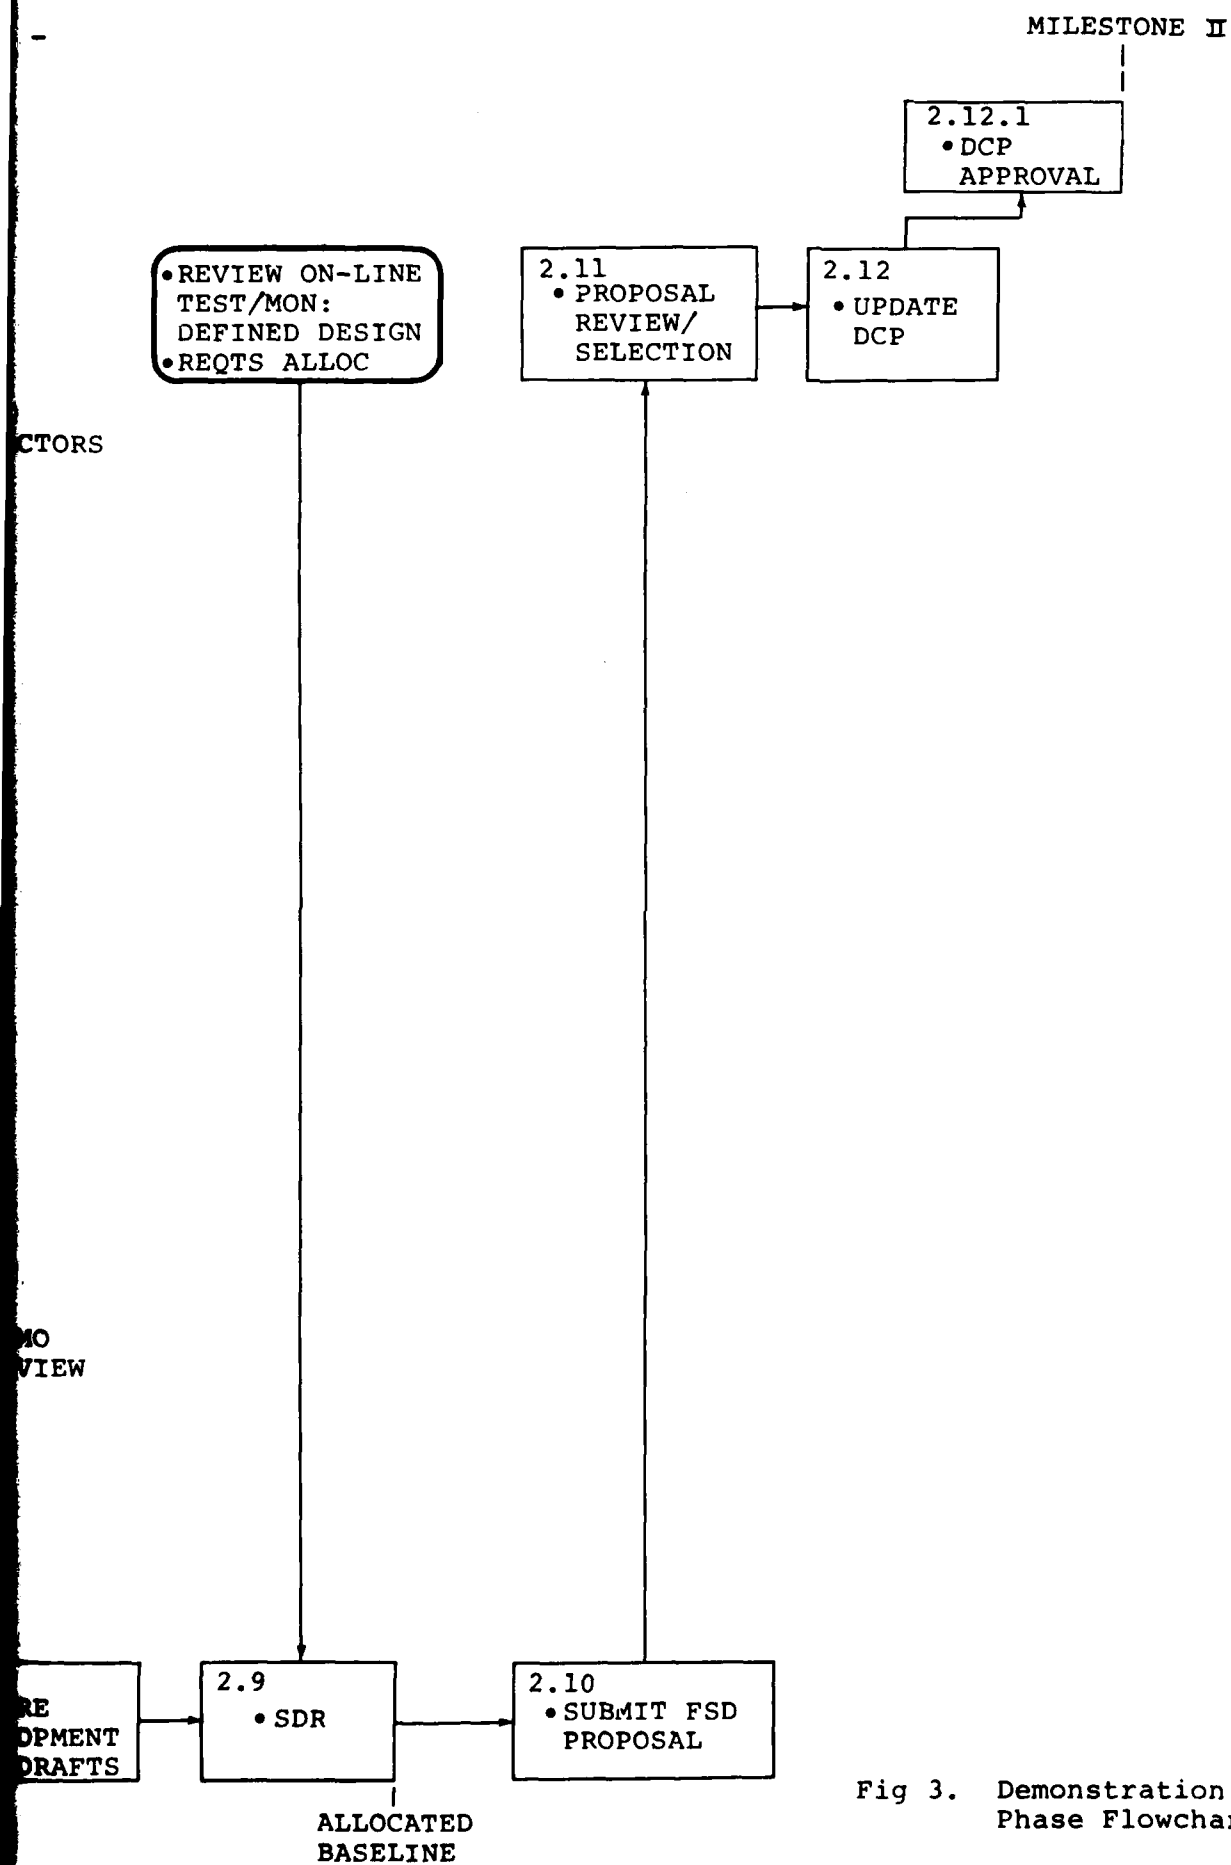 MILESTONE II
2.12.1
• DCP
APPROVAL
• REVIEW ON-LINE
TEST/MON:
DEFINED DESIGN
• REQTS ALLOC
2.11
• PROPOSAL
REVIEW/
SELECTION
2.12
• UPDATE
DCP
CTORS
MO
VIEW
RE
OPMENT
DRAFTS
2.9
• SDR
2.10
• SUBMIT FSD
PROPOSAL
ALLOCATED
BASELINE
Fig 3. Demonstration
Phase Flowchar